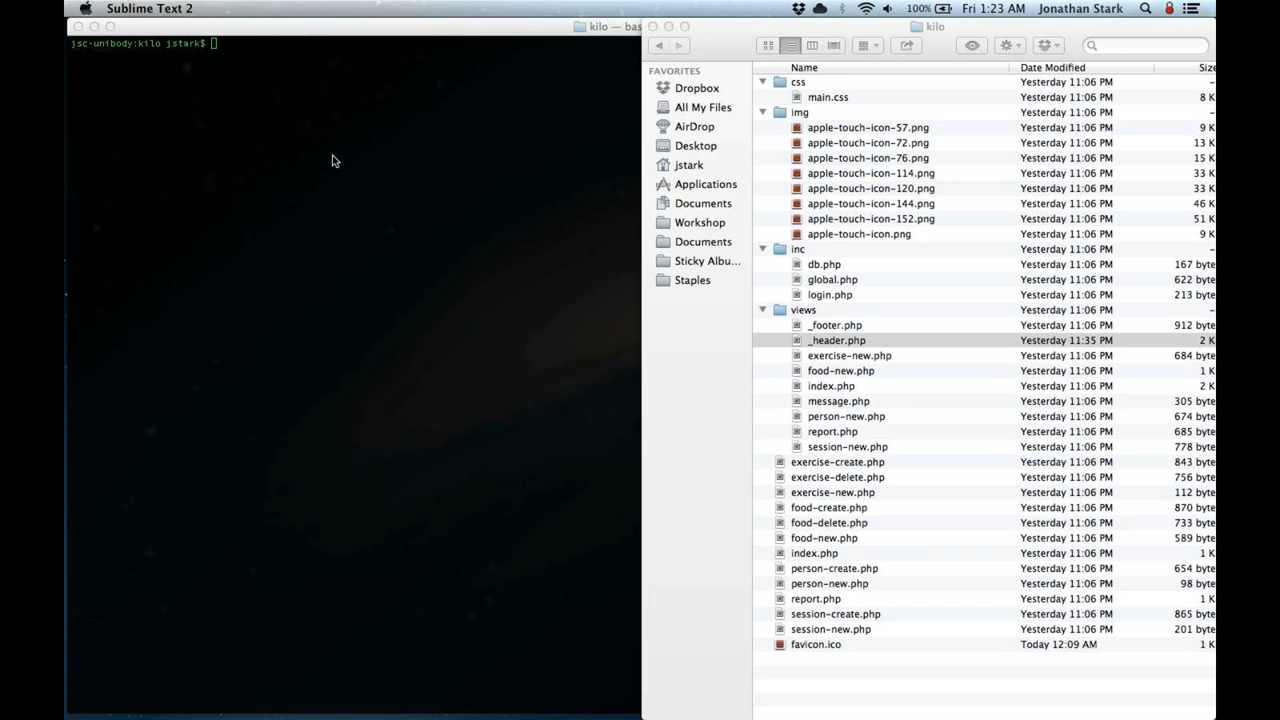 Sublime Text 2
100%
Fri 1:23 AM
Jonathan Stark
kilo — bas
jsc-unibody:kilo jstark$
kilo
FAVORITES
Dropbox
All My Files
AirDrop
Desktop
jstark
Applications
Documents
Workshop
Documents
Sticky Albu...
Staples
Name Date Modified Size
css Yesterday 11:06 PM –
main.css Yesterday 11:06 PM 8 K
img Yesterday 11:06 PM –
apple-touch-icon-57.png Yesterday 11:06 PM 9 K
apple-touch-icon-72.png Yesterday 11:06 PM 13 K
apple-touch-icon-76.png Yesterday 11:06 PM 15 K
apple-touch-icon-114.png Yesterday 11:06 PM 33 K
apple-touch-icon-120.png Yesterday 11:06 PM 33 K
apple-touch-icon-144.png Yesterday 11:06 PM 46 K
apple-touch-icon-152.png Yesterday 11:06 PM 51 K
apple-touch-icon.png Yesterday 11:06 PM 9 K
inc Yesterday 11:06 PM –
db.php Yesterday 11:06 PM 167 byte
global.php Yesterday 11:06 PM 622 byte
login.php Yesterday 11:06 PM 213 byte
views Yesterday 11:06 PM –
_footer.php Yesterday 11:06 PM 912 byte
_header.php Yesterday 11:35 PM 2 K
exercise-new.php Yesterday 11:06 PM 684 byte
food-new.php Yesterday 11:06 PM 1 K
index.php Yesterday 11:06 PM 2 K
message.php Yesterday 11:06 PM 305 byte
person-new.php Yesterday 11:06 PM 674 byte
report.php Yesterday 11:06 PM 685 byte
session-new.php Yesterday 11:06 PM 778 byte
exercise-create.php Yesterday 11:06 PM 843 byte
exercise-delete.php Yesterday 11:06 PM 756 byte
exercise-new.php Yesterday 11:06 PM 112 byte
food-create.php Yesterday 11:06 PM 870 byte
food-delete.php Yesterday 11:06 PM 733 byte
food-new.php Yesterday 11:06 PM 589 byte
index.php Yesterday 11:06 PM 1 K
person-create.php Yesterday 11:06 PM 654 byte
person-new.php Yesterday 11:06 PM 98 byte
report.php Yesterday 11:06 PM 1 K
session-create.php Yesterday 11:06 PM 865 byte
session-new.php Yesterday 11:06 PM 201 byte
favicon.ico Today 12:09 AM 1 K